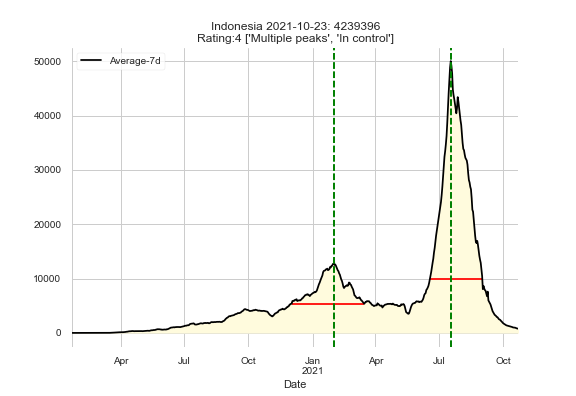 Indonesia 2021-10-23: 4239396
Rating:4 ['Multiple peaks', 'In control']
Average-7d
50000
40000
30000
20000
10000
0
Apr Jul Oct Jan Apr Jul Oct
2021
Date